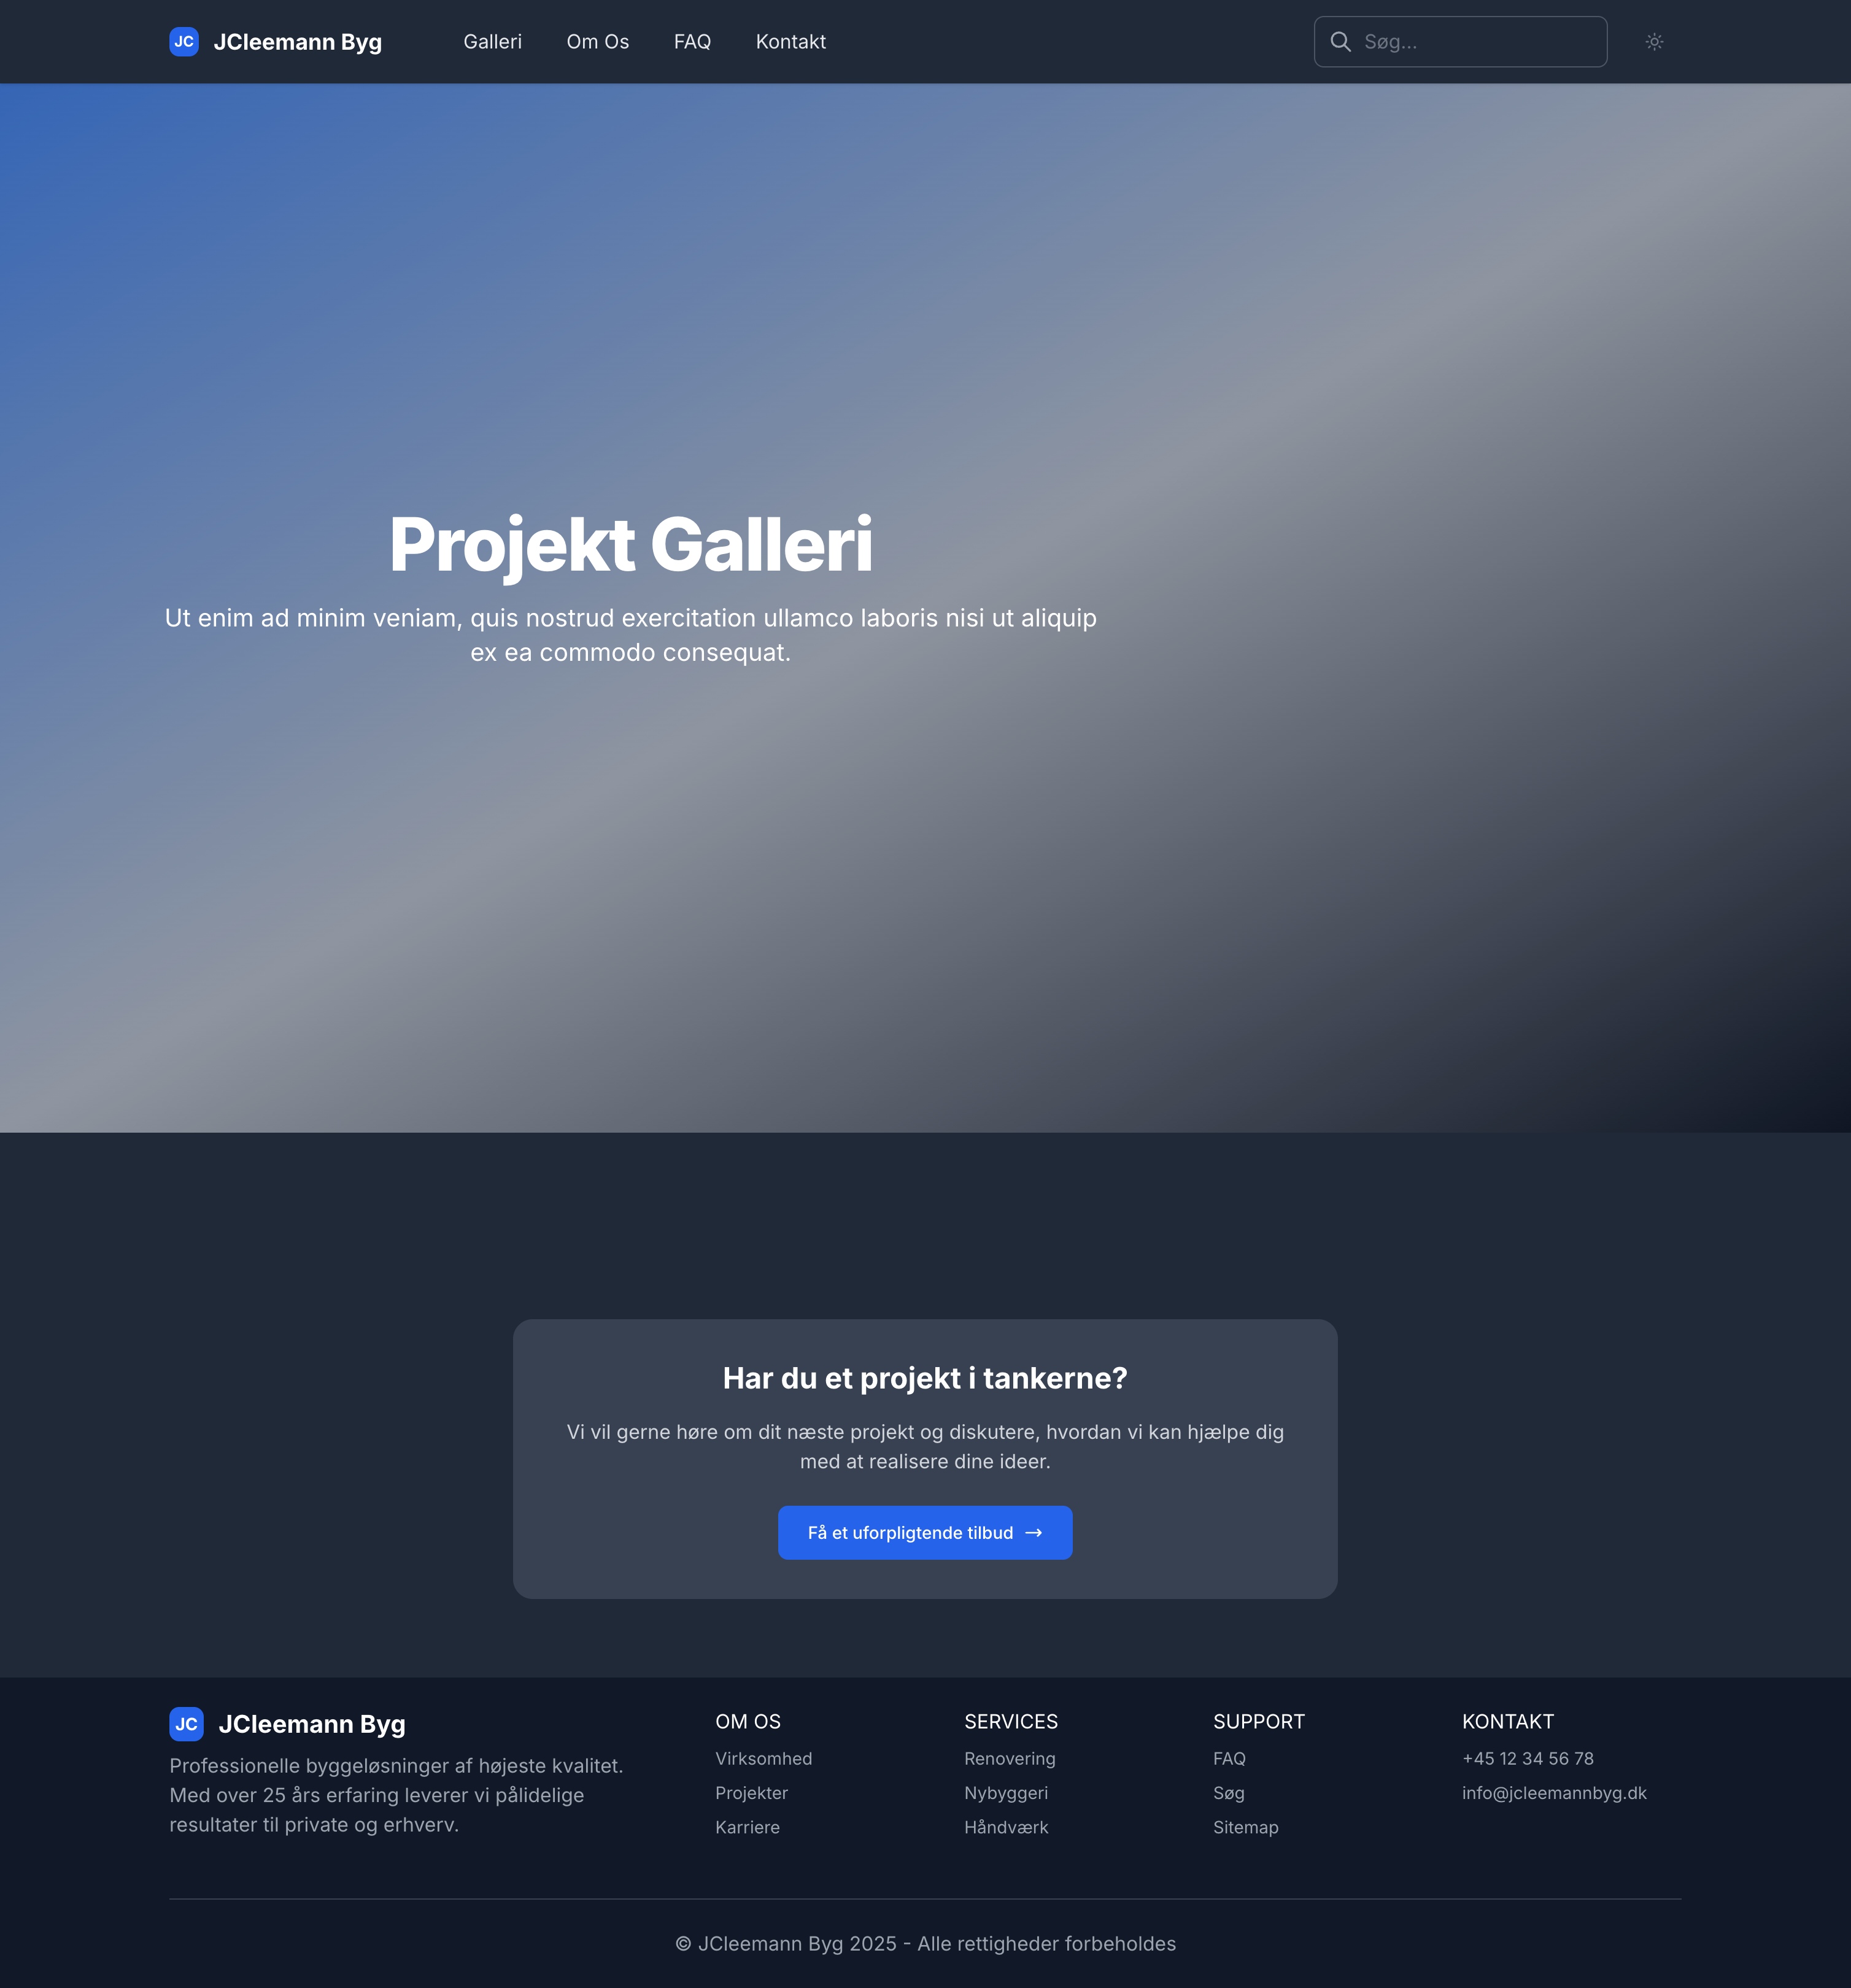 JC JCleemann Byg Galleri Om Os FAQ Kontakt Søg...
Projekt Galleri
Ut enim ad minim veniam, quis nostrud exercitation ullamco laboris nisi ut aliquip
ex ea commodo consequat.
Har du et projekt i tankerne?
Vi vil gerne høre om dit næste projekt og diskutere, hvordan vi kan hjælpe dig
med at realisere dine ideer.
Få et uforpligtende tilbud →
JC JCleemann Byg
Professionelle byggeløsninger af højeste kvalitet.
Med over 25 års erfaring leverer vi pålidelige
resultater til private og erhverv.
OM OS
Virksomhed
Projekter
Karriere
SERVICES
Renovering
Nybyggeri
Håndværk
SUPPORT
FAQ
Søg
Sitemap
KONTAKT
+45 12 34 56 78
info@jcleemannbyg.dk
© JCleemann Byg 2025 - Alle rettigheder forbeholdes